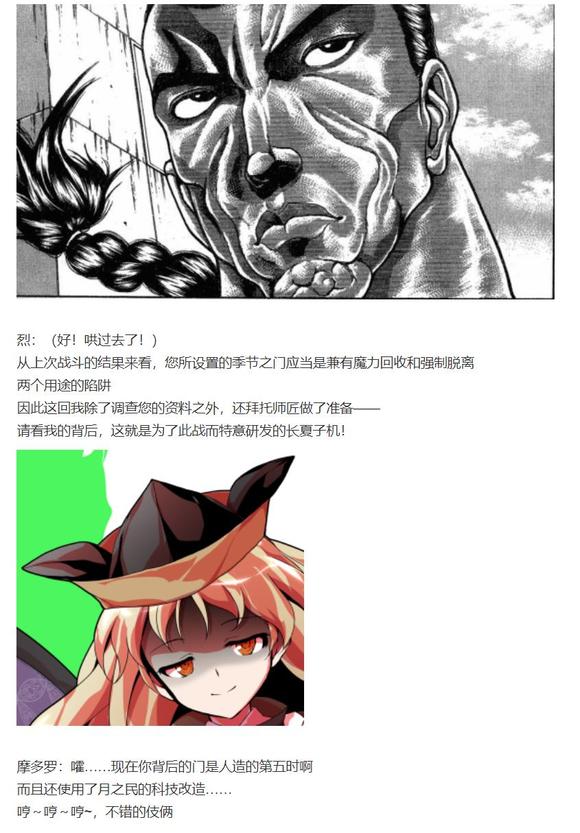 烈：（好！哄过去了！）
从上次战斗的结果来看，您所设置的季节之门应当是兼有魔力回收和强制脱离
两个用途的陷阱
因此这回我除了调查您的资料之外，还拜托师匠做了准备——
请看我的背后，这就是为了此战而特意研发的长夏子机！
摩多罗：嚯……现在你背后的门是人造的第五时啊
而且还使用了月之民的科技改造……
哼～哼～哼~，不错的伎俩